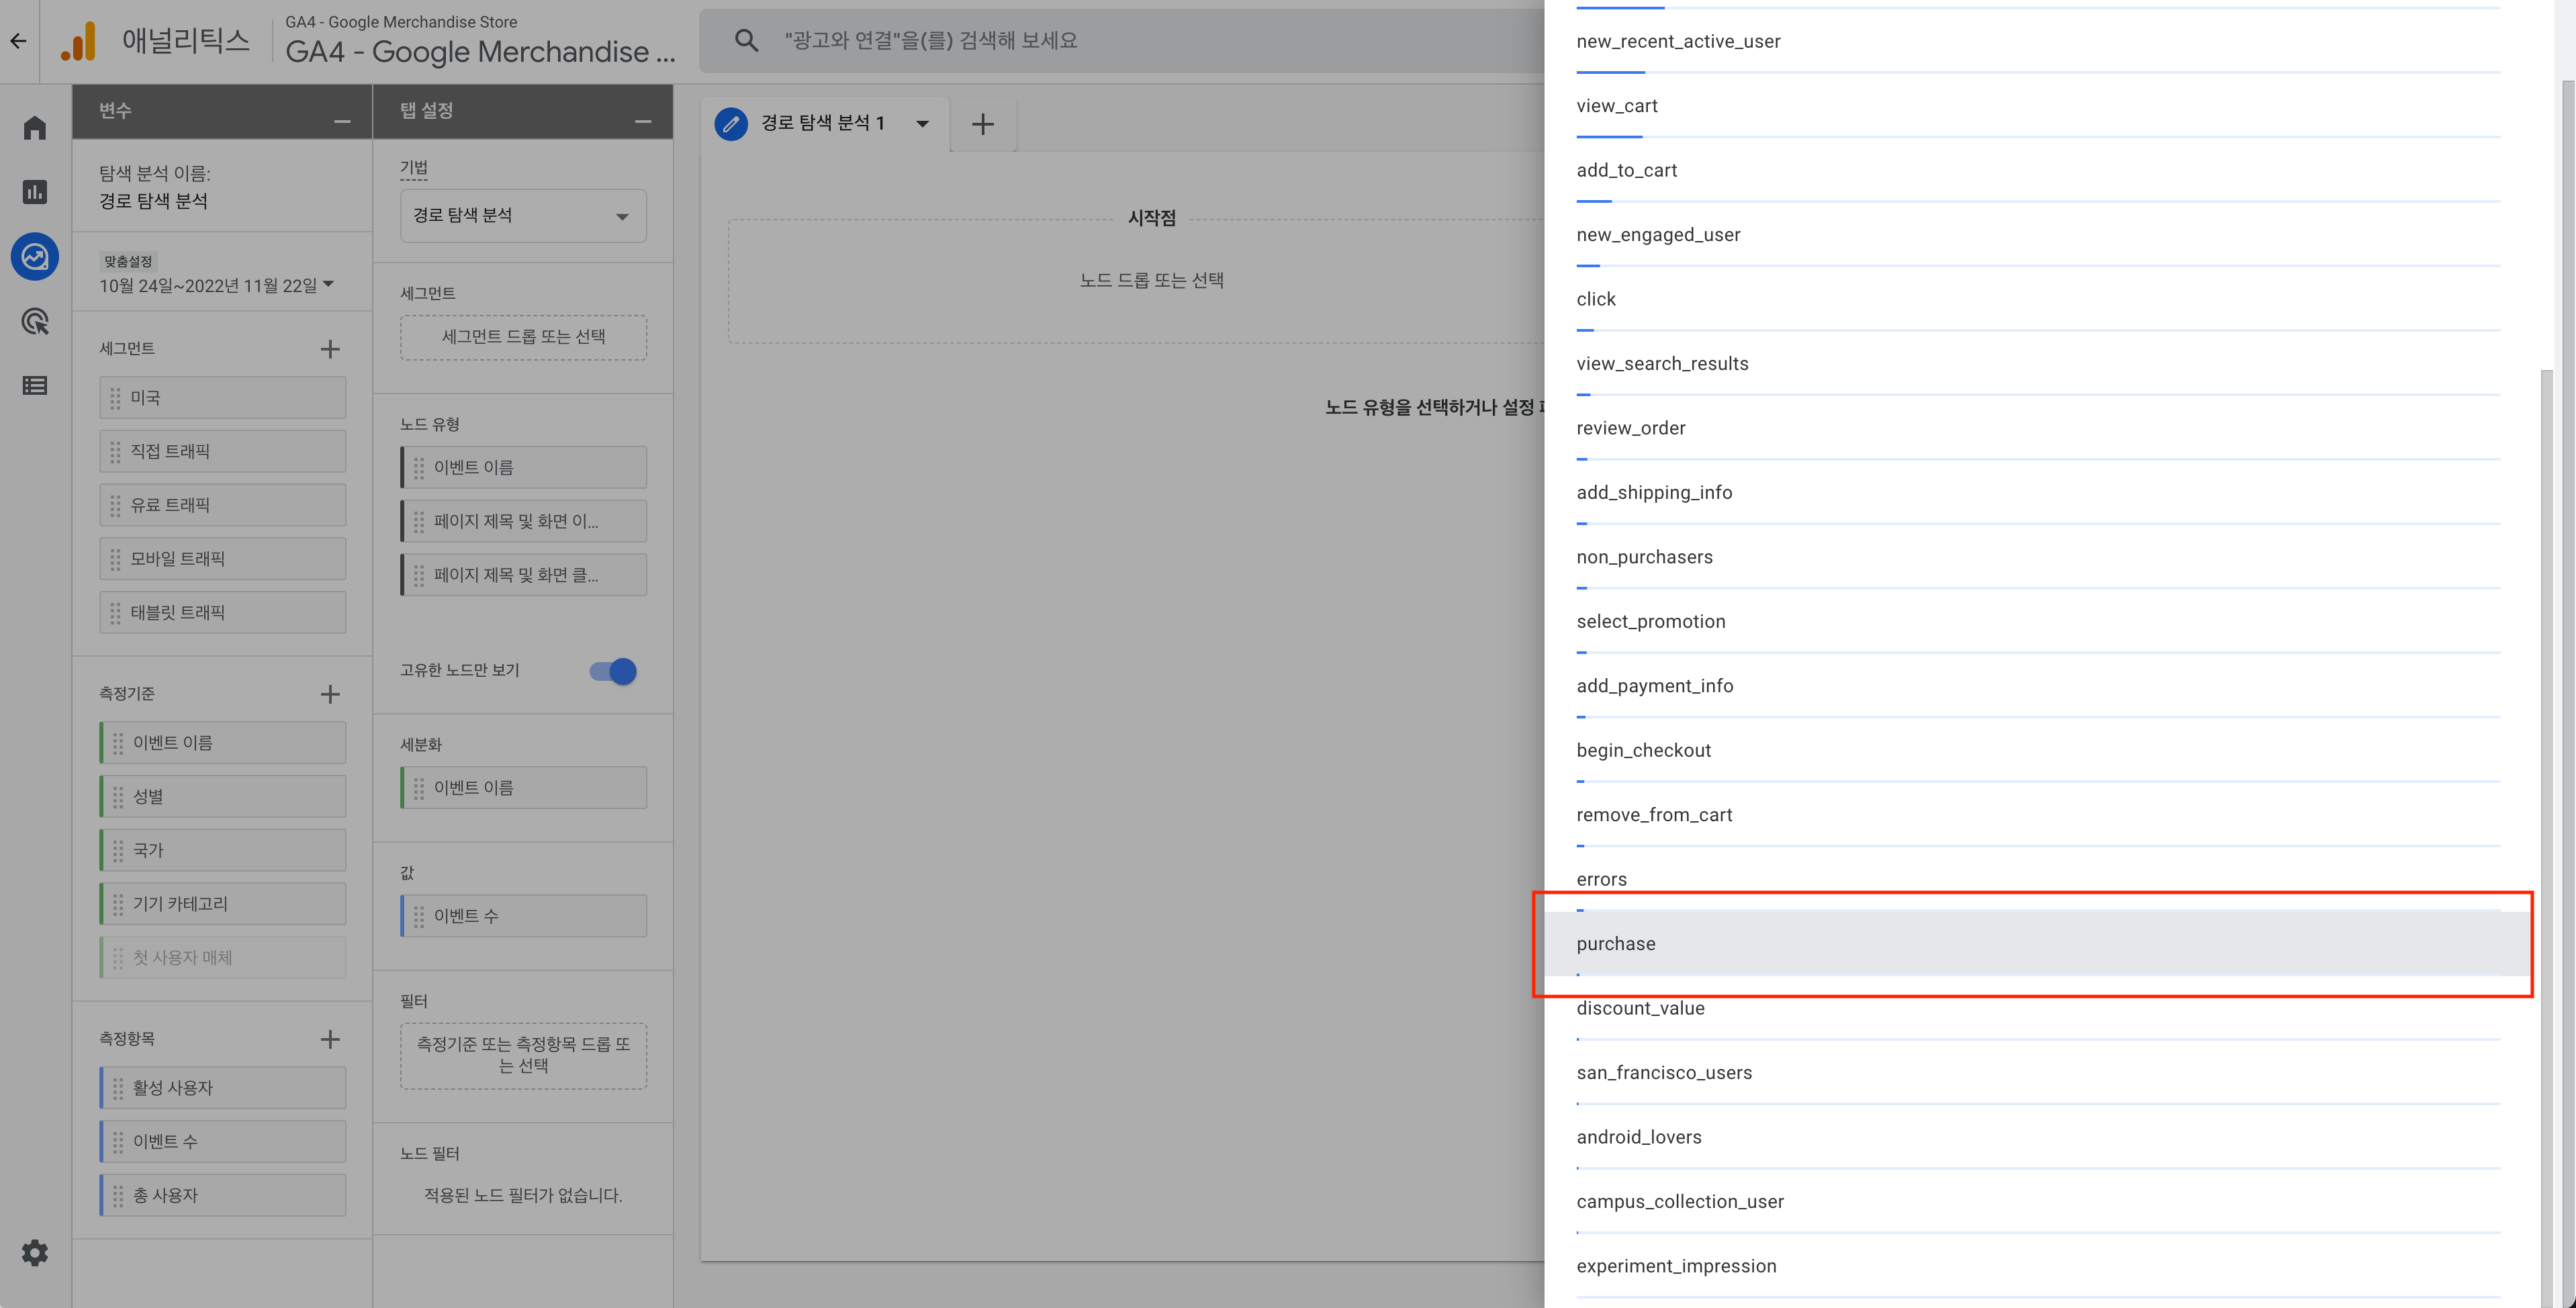 애널리틱스
GA4 - Google Merchandise Store
GA4 - Google Merchandise ...
"광고와 연결"을(를) 검색해 보세요
변수
탐색 분석 이름:
경로 탐색 분석
맞춤설정
10월 24일~2022년 11월 22일
세그먼트
미국
직접 트래픽
유료 트래픽
모바일 트래픽
태블릿 트래픽
측정기준
이벤트 이름
성별
국가
기기 카테고리
첫 사용자 매체
측정항목
활성 사용자
이벤트 수
총 사용자
탭 설정
기법
경로 탐색 분석
세그먼트
세그먼트 드롭 또는 선택
노드 유형
이벤트 이름
페이지 제목 및 화면 이...
페이지 제목 및 화면 클...
고유한 노드만 보기
세분화
이벤트 이름
값
이벤트 수
필터
측정기준 또는 측정항목 드롭 또
는 선택
노드 필터
적용된 노드 필터가 없습니다.
경로 탐색 분석 1
시작점
노드 드롭 또는 선택
노드 유형을 선택하거나 설정
new_recent_active_user
view_cart
add_to_cart
new_engaged_user
click
view_search_results
review_order
add_shipping_info
non_purchasers
select_promotion
add_payment_info
begin_checkout
remove_from_cart
errors
purchase
discount_value
san_francisco_users
android_lovers
campus_collection_user
experiment_impression